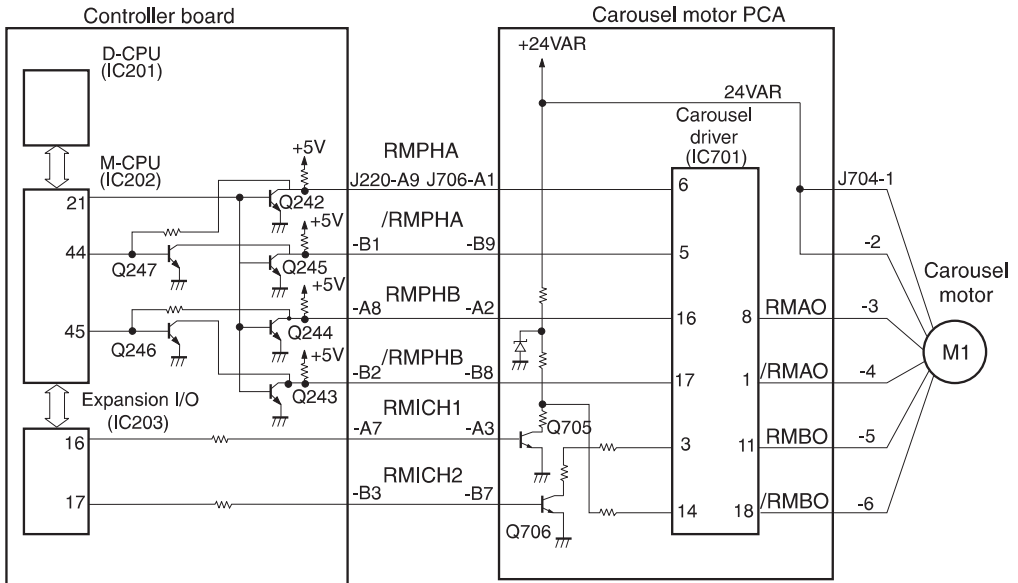 Controller board
Carousel motor PCA
D-CPU
(IC201)
+24VAR
24VAR
Carousel
driver
(IC701)
M-CPU
(IC202)
+5V
RMPHA
21
Q242
J220-A9 J706-A1
6
J704-1
+5V
/RMPHA
44
Q247
Q245
-B1
-B9
5
-2
Carousel
motor
+5V
RMPHB
-A8
-A2
16
8
RMAO
-3
45
Q246
Q244
M1
+5V
/RMPHB
-B2
-B8
17
1
/RMAO
-4
Q243
Expansion I/O
(IC203)
RMICH1
16
-A7
-A3
Q705
3
11
RMBO
-5
RMICH2
17
-B3
-B7
Q706
14
18
/RMBO
-6